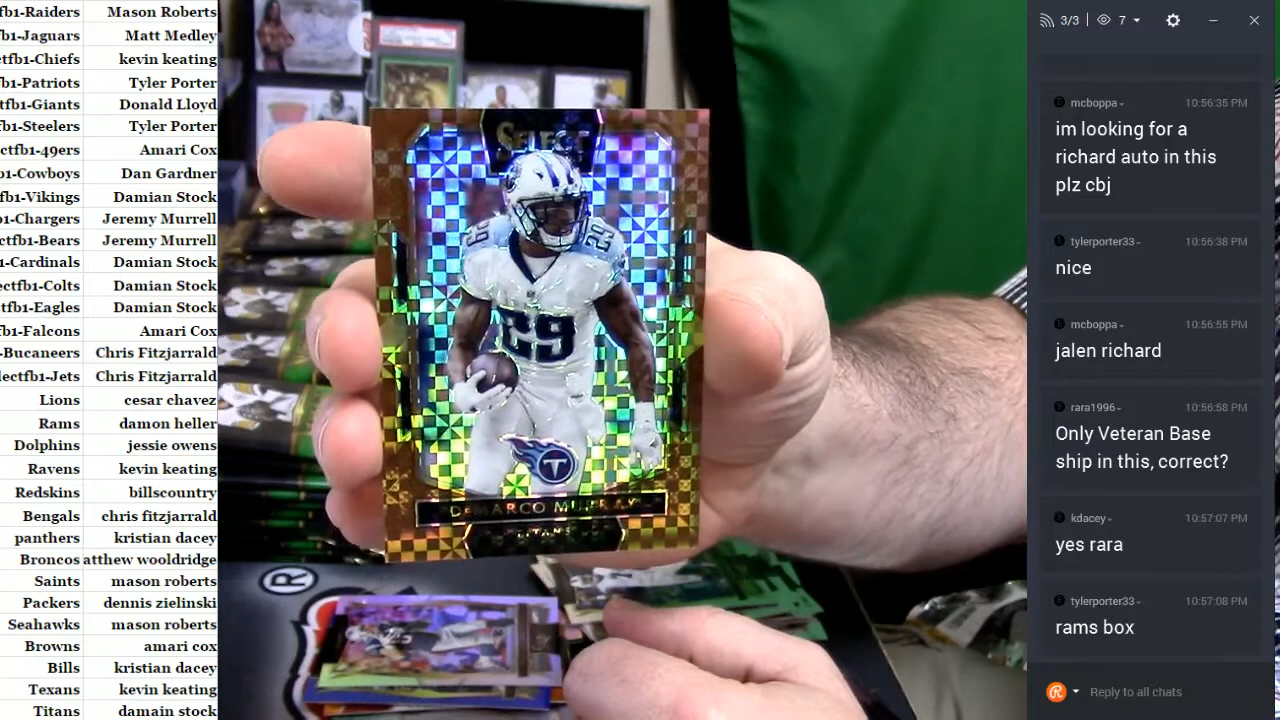 fb1-Raiders Mason Roberts
fb1-Jaguars Matt Medley
ctfb1-Chiefs kevin keating
fb1-Patriots Tyler Porter
ctfb1-Giants Donald Lloyd
fb1-Steelers Tyler Porter
ctfb1-49ers Amari Cox
b1-Cowboys Dan Gardner
tfb1-Vikings Damian Stock
b1-Chargers Jeremy Murrell
ctfb1-Bears Jeremy Murrell
1-Cardinals Damian Stock
ectfb1-Colts Damian Stock
ctfb1-Eagles Damian Stock
fb1-Falcons Amari Cox
-Bucaneers Chris Fitzjarrald
lectfb1-Jets Chris Fitzjarrald
Lions cesar chavez
Rams damon heller
Dolphins jessie owens
Ravens kevin keating
Redskins billscountry
Bengals chris fitzjarrald
panthers kristian dacey
Broncos atthew wooldridge
Saints mason roberts
Packers dennis zielinski
Seahawks mason roberts
Browns amari cox
Bills kristian dacey
Texans kevin keating
Titans damain stock
SELECT
29
29
29
T
DEMARCO MURRAY
TITANS
R
3/3 7
mcboppa 10:56:35 PM
im looking for a
richard auto in this
plz cbj
tylerporter33 10:56:38 PM
nice
mcboppa 10:56:55 PM
jalen richard
rara1996 10:56:58 PM
Only Veteran Base
ship in this, correct?
kdacey 10:57:07 PM
yes rara
tylerporter33 10:57:08 PM
rams box
Reply to all chats